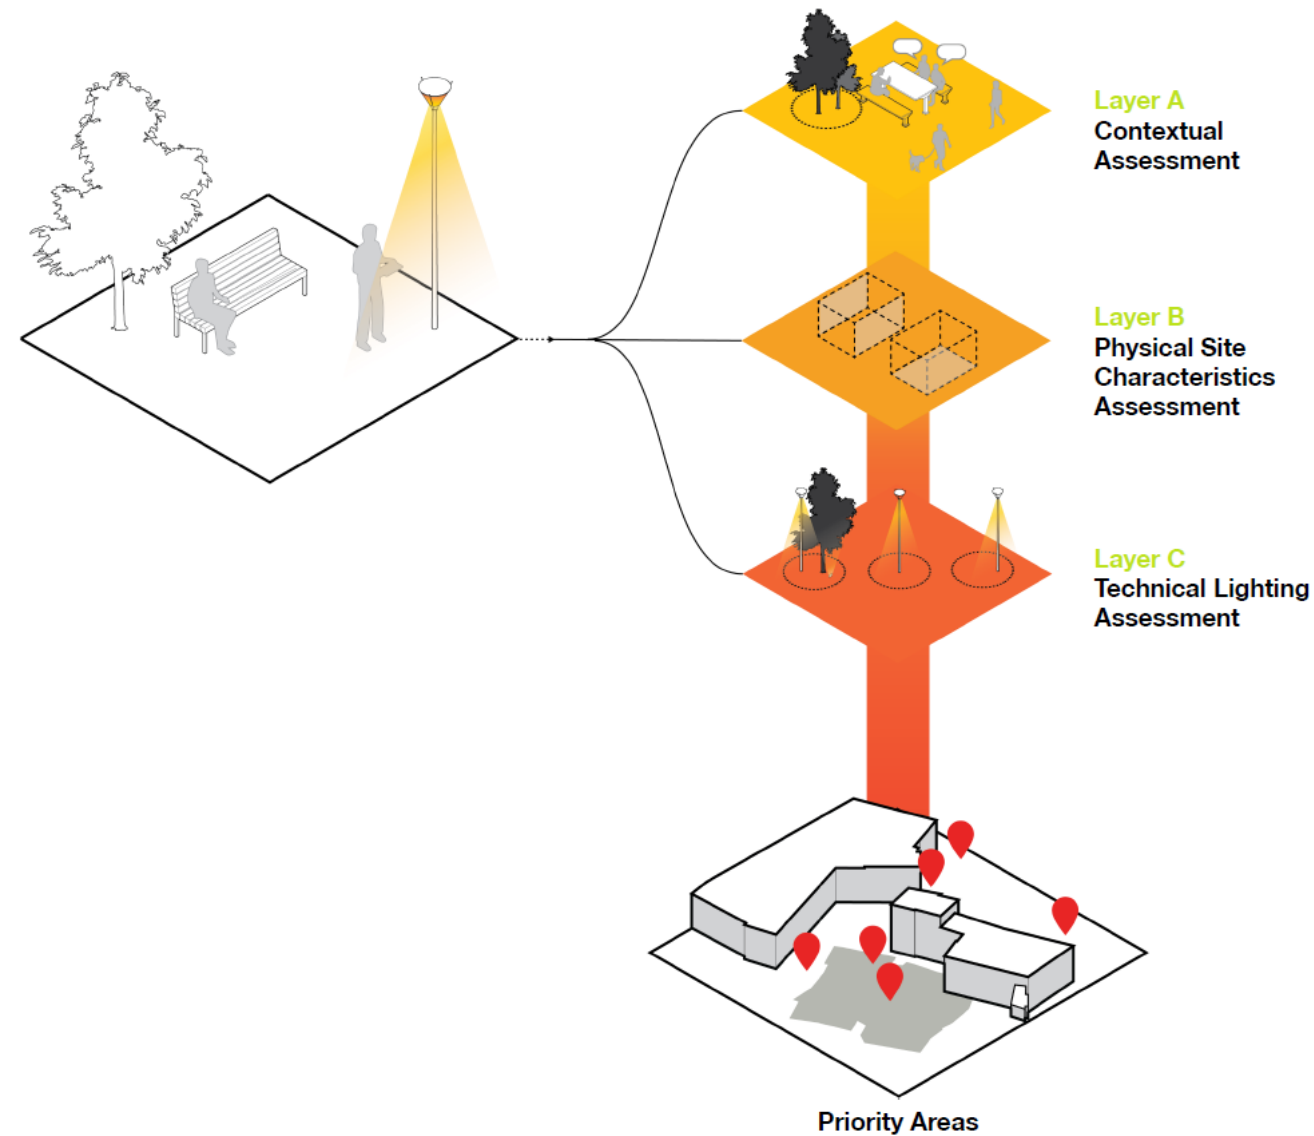 Layer A
Contextual
Assessment
Layer B
Physical Site
Characteristics
Assessment
Layer C
Technical Lighting
Assessment
Priority Areas